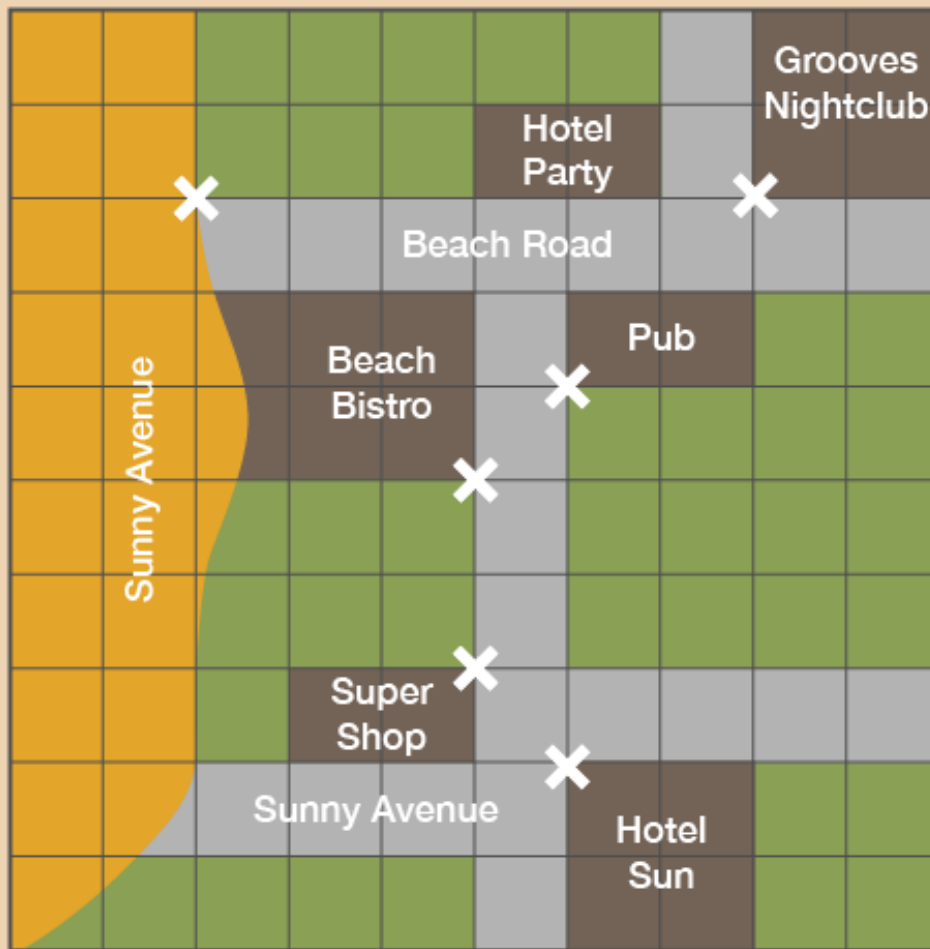 Grooves
Nightclub
Hotel
Party
Beach Road
Pub
Beach
Bistro
Sunny Avenue
Super
Shop
Sunny Avenue
Hotel
Sun